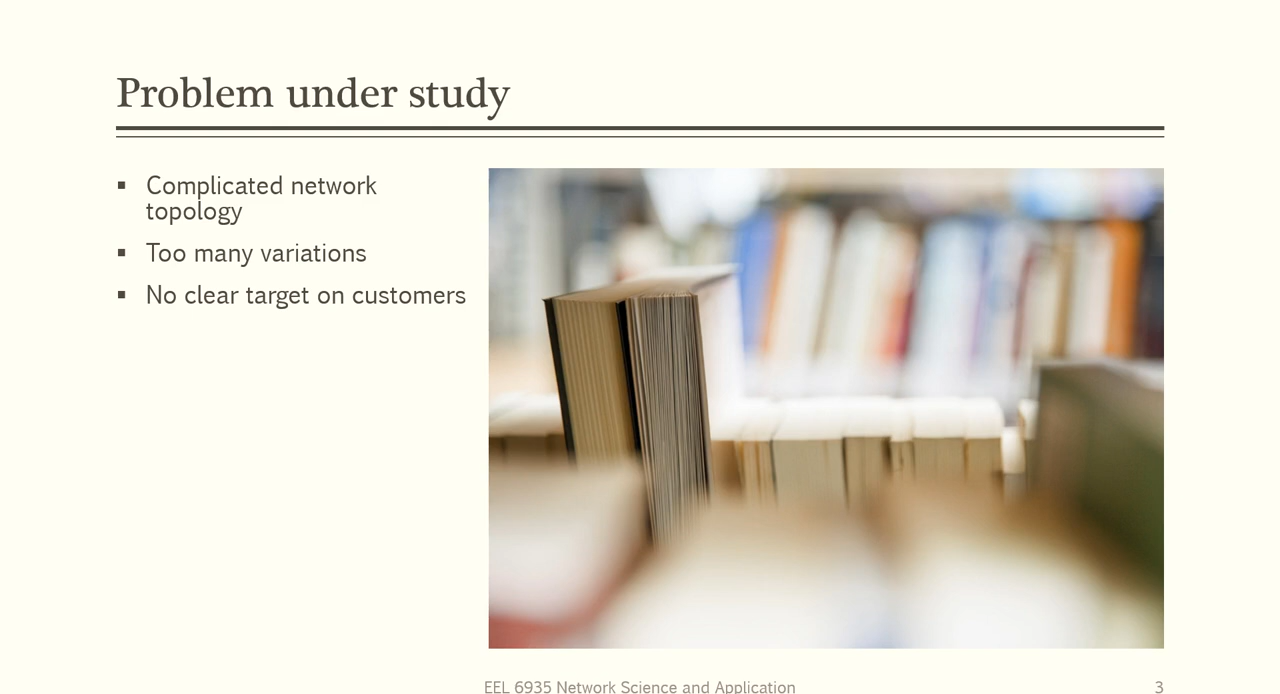 Problem under study
▪ Complicated network
topology
▪ Too many variations
▪ No clear target on customers
EEL 6935 Network Science and Application
3